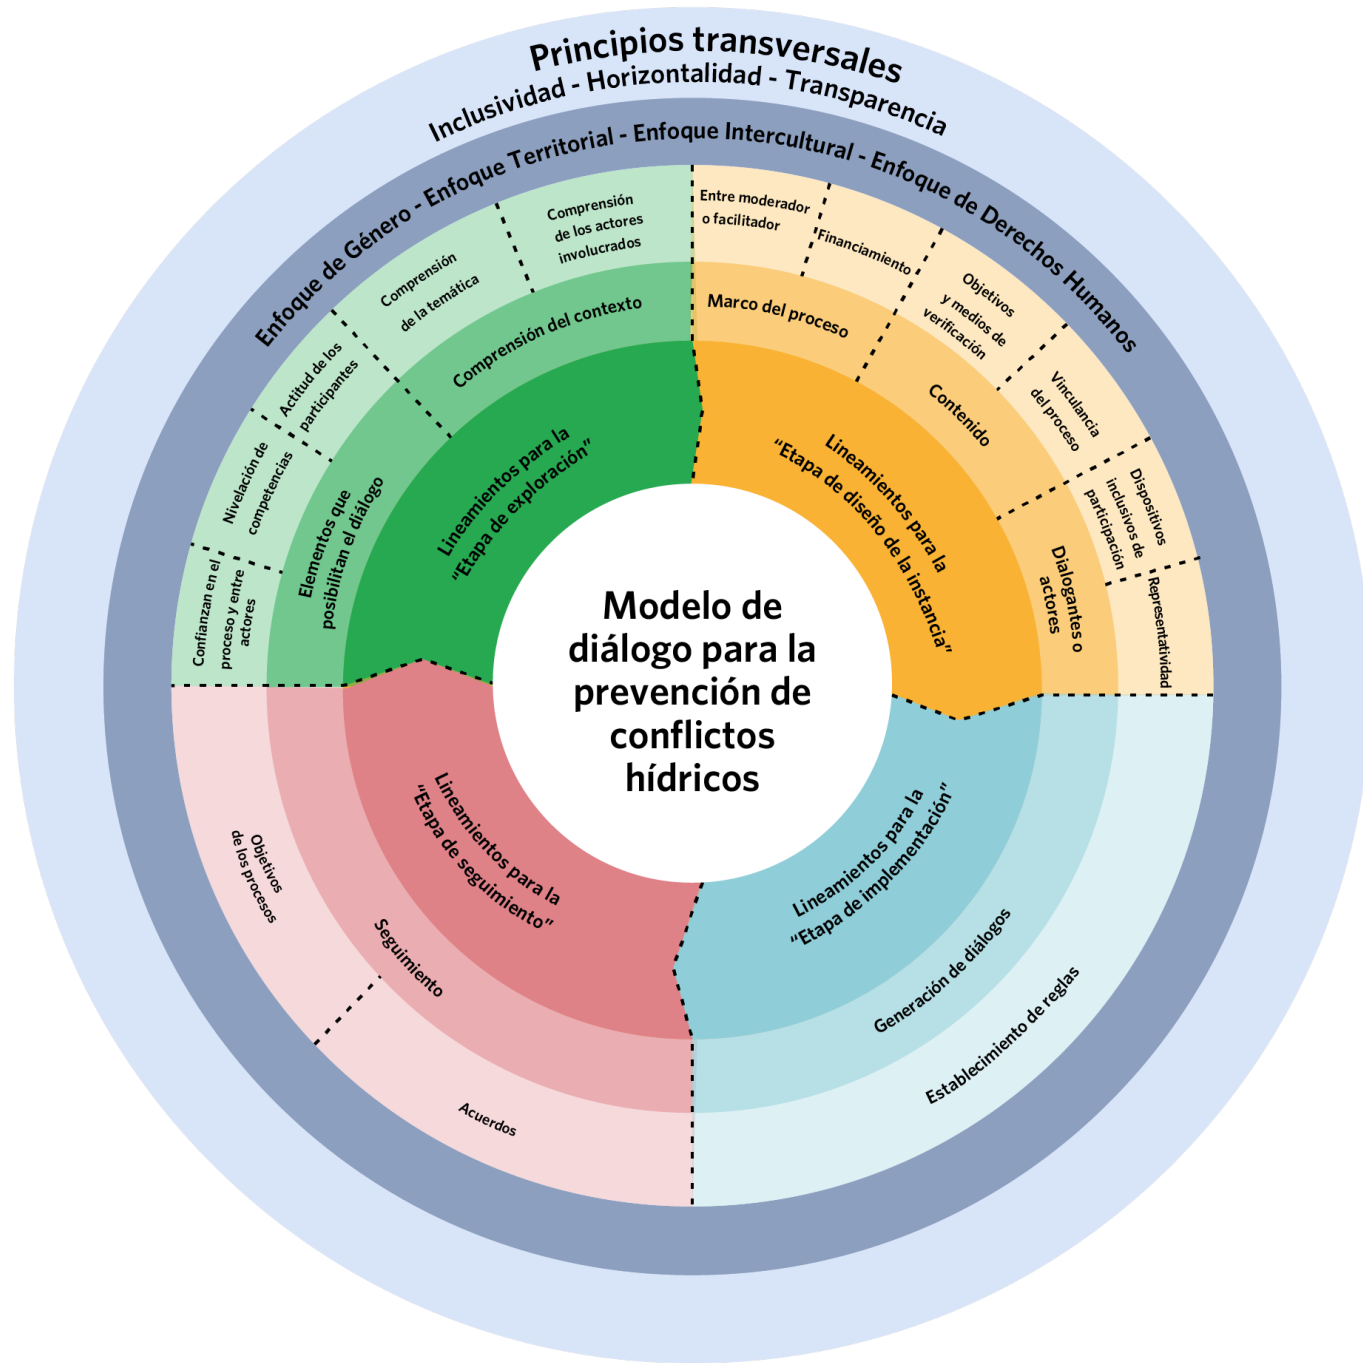 Principios transversales
Inclusividad - Horizontalidad - Transparencia
Enfoque de Género - Enfoque Territorial - Enfoque Intercultural - Enfoque de Derechos Humanos
Modelo de
diálogo para la
prevención de
conflictos
hídricos
Lineamientos para la
“Etapa de exploración”
Elementos que
posibilitan el diálogo
Confianzan en el
proceso y entre
actores
Nivelación de
competencias
Actitud de los
participantes
Comprensión del contexto
Comprensión
de la temática
Comprensión
de los actores
involucrados
Lineamientos para la
“Etapa de diseño de la instancia”
Marco del proceso
Entre moderador
o facilitador
Financiamiento
Contenido
Objetivos
y medios de
verificación
Vinculancia
del proceso
Dialogantes o
actores
Dispositivos
inclusivos de
participación
Representatividad
Lineamientos para la
“Etapa de implementación”
Generación de diálogos
Establecimiento de reglas
Lineamientos para la
“Etapa de seguimiento”
Seguimiento
Acuerdos
Objetivos
de los procesos